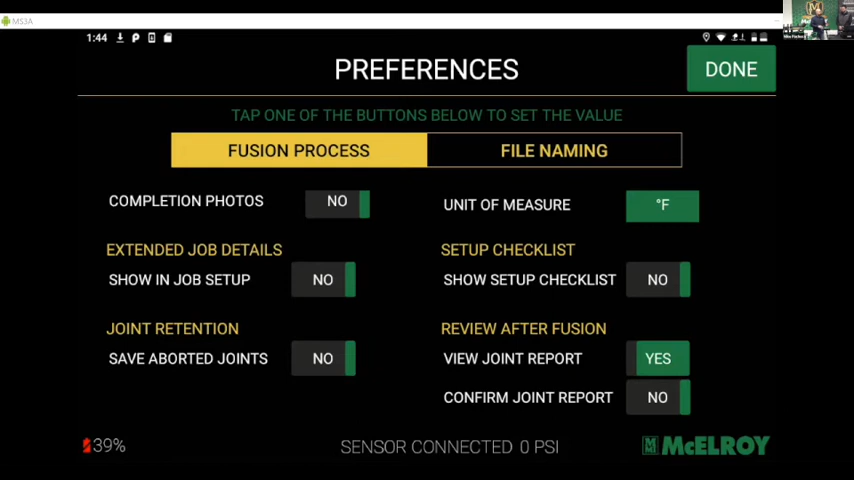 MS3A
1:44
PREFERENCES
DONE
TAP ONE OF THE BUTTONS BELOW TO SET THE VALUE
FUSION PROCESS
FILE NAMING
COMPLETION PHOTOS
NO
UNIT OF MEASURE
°F
EXTENDED JOB DETAILS
SETUP CHECKLIST
SHOW IN JOB SETUP
NO
SHOW SETUP CHECKLIST
NO
JOINT RETENTION
REVIEW AFTER FUSION
SAVE ABORTED JOINTS
NO
VIEW JOINT REPORT
YES
CONFIRM JOINT REPORT
NO
39%
SENSOR CONNECTED 0 PSI
McELROY